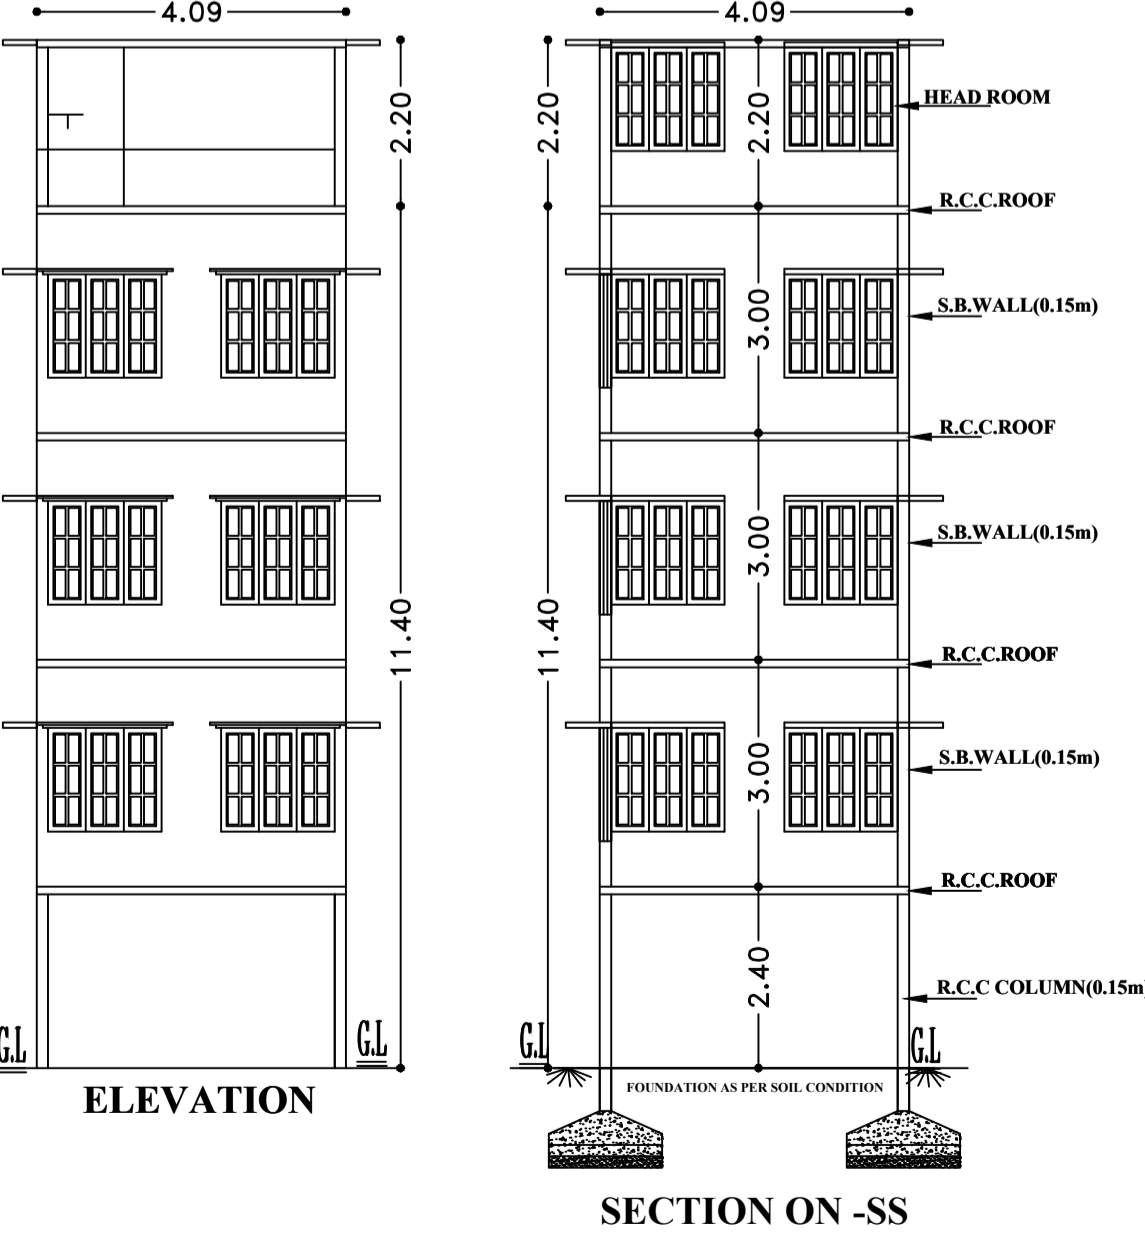 4.09
2.20
11.40
G.L
G.L
ELEVATION
4.09
2.20
2.20
HEAD ROOM
R.C.C.ROOF
3.00
S.B.WALL(0.15m)
R.C.C.ROOF
3.00
S.B.WALL(0.15m)
11.40
R.C.C.ROOF
3.00
S.B.WALL(0.15m)
R.C.C.ROOF
2.40
R.C.C COLUMN(0.15m)
G.L
G.L
FOUNDATION AS PER SOIL CONDITION
SECTION ON -SS